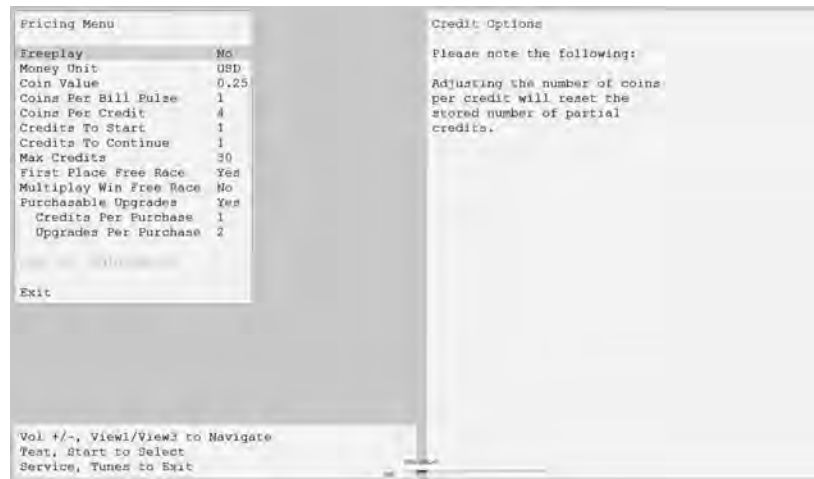 Pricing Menu
Freeplay No
Money Unit USD
Coin Value 0.25
Coins Per Bill Pulse 1
Coins Per Credit 4
Credits To Start 1
Credits To Continue 1
Max Credits 30
First Place Free Race Yes
Multiplay Win Free Race No
Purchasable Upgrades Yes
Credits Per Purchase 1
Upgrades Per Purchase 2
Exit
Credit Options
Please note the following:
Adjusting the number of coins
per credit will reset the
stored number of partial
credits.
Vol +/-, View1/View3 to Navigate
Test, Start to Select
Service, Tunes to Exit